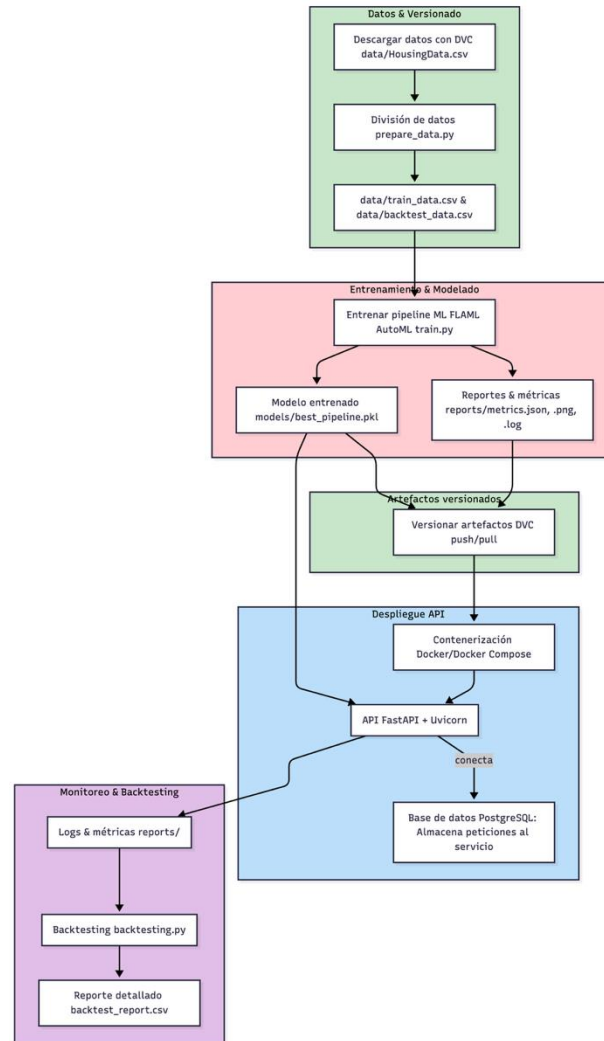 Datos & Versionado
Descargar datos con DVC
data/HousingData.csv
División de datos
prepare_data.py
data/train_data.csv &
data/backtest_data.csv
Entrenamiento & Modelado
Entrenar pipeline ML FLAML
AutoML train.py
Modelo entrenado
models/best_pipeline.pkl
Reportes & métricas
reports/metrics.json, .png,
.log
Artefactos versionados
Versionar artefactos DVC
push/pull
Despliegue API
Contenerización
Docker/Docker Compose
API FastAPI + Uvicorn
conecta
Base de datos PostgreSQL:
Almacena peticiones al
servicio
Monitoreo & Backtesting
Logs & métricas reports/
Backtesting backtesting.py
Reporte detallado
backtest_report.csv